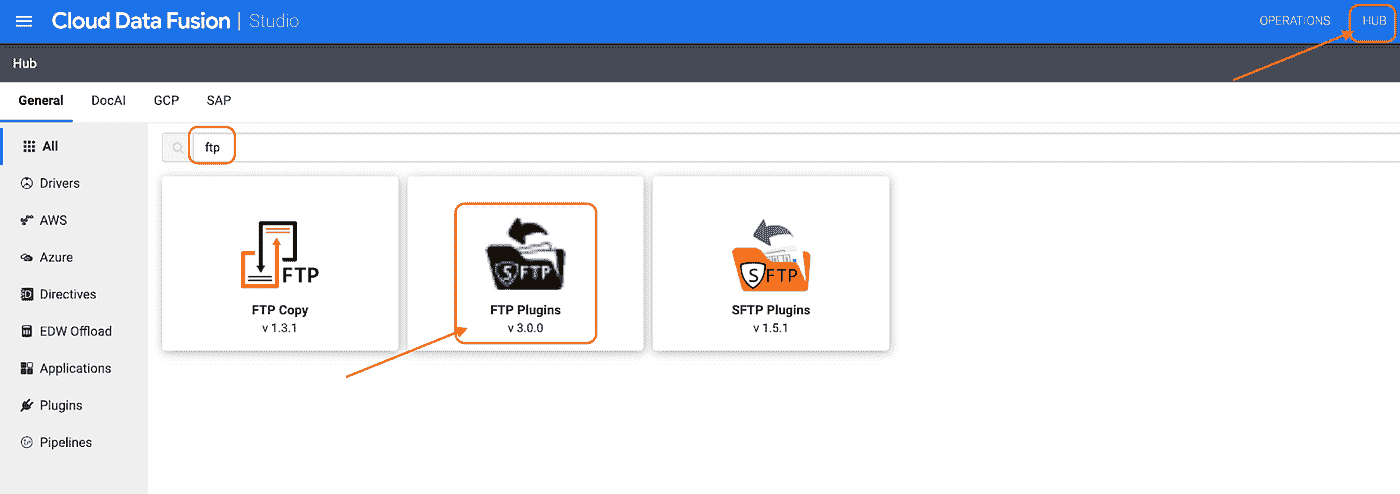 Cloud Data Fusion | Studio
OPERATIONS
HUB
Hub
General
DocAI
GCP
SAP
All
Drivers
AWS
Azure
Directives
EDW Offload
Applications
Plugins
Pipelines
ftp
FTP
FTP Copy
v 1.3.1
S FTP
FTP Plugins
v 3.0.0
S FTP
SFTP Plugins
v 1.5.1